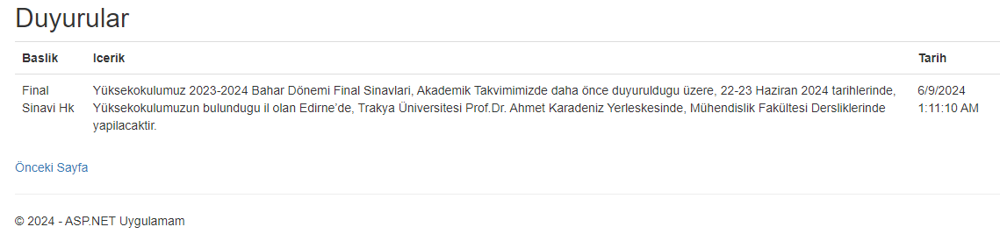 Duyurular
Baslik Icerik Tarih
Final Yüksekokulumuz 2023-2024 Bahar Dönemi Final Sinavlari, Akademik Takvimimizde daha önce duyuruldugu üzere, 22-23 Haziran 2024 tarihlerinde, 6/9/2024
Sinavi Hk Yüksekokulumuzun bulundugu il olan Edirne’de, Trakya Üniversitesi Prof.Dr. Ahmet Karadeniz Yerleskesinde, Mühendislik Fakültesi Dersliklerinde 1:11:10 AM
yapilacaktir.
Önceki Sayfa
© 2024 - ASP.NET Uygulamam